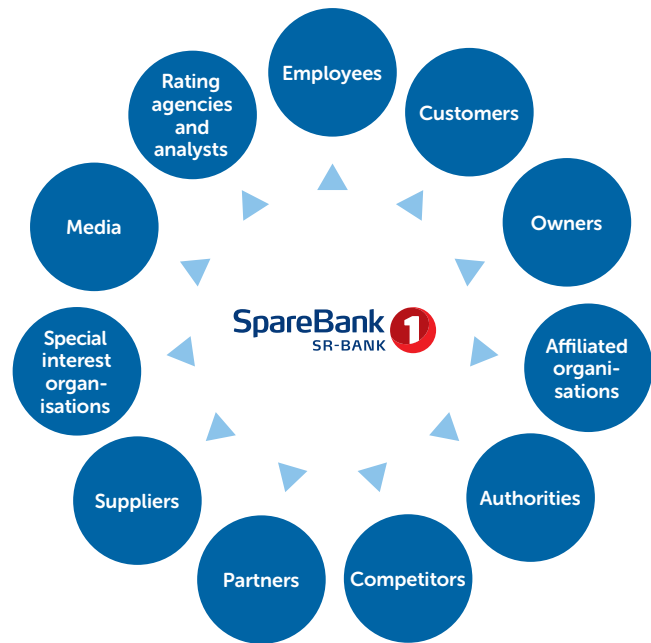 Employees
Customers
Owners
Affiliated
organi-
sations
Authorities
Competitors
Partners
Suppliers
Special
interest
organ-
isations
Media
Rating
agencies
and
analysts
SpareBank 1
SR-BANK